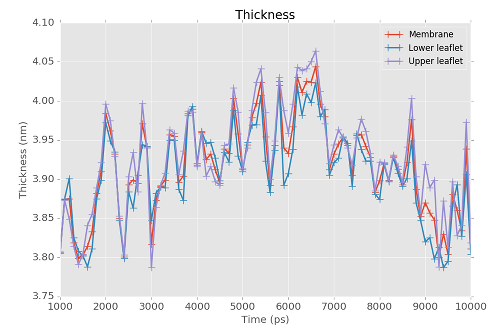 Thickness
4.10
4.05
4.00
3.95
3.90
3.85
3.80
3.75
Thickness (nm)
Membrane
Lower leaflet
Upper leaflet
1000 2000 3000 4000 5000 6000 7000 8000 9000 10000
Time (ps)